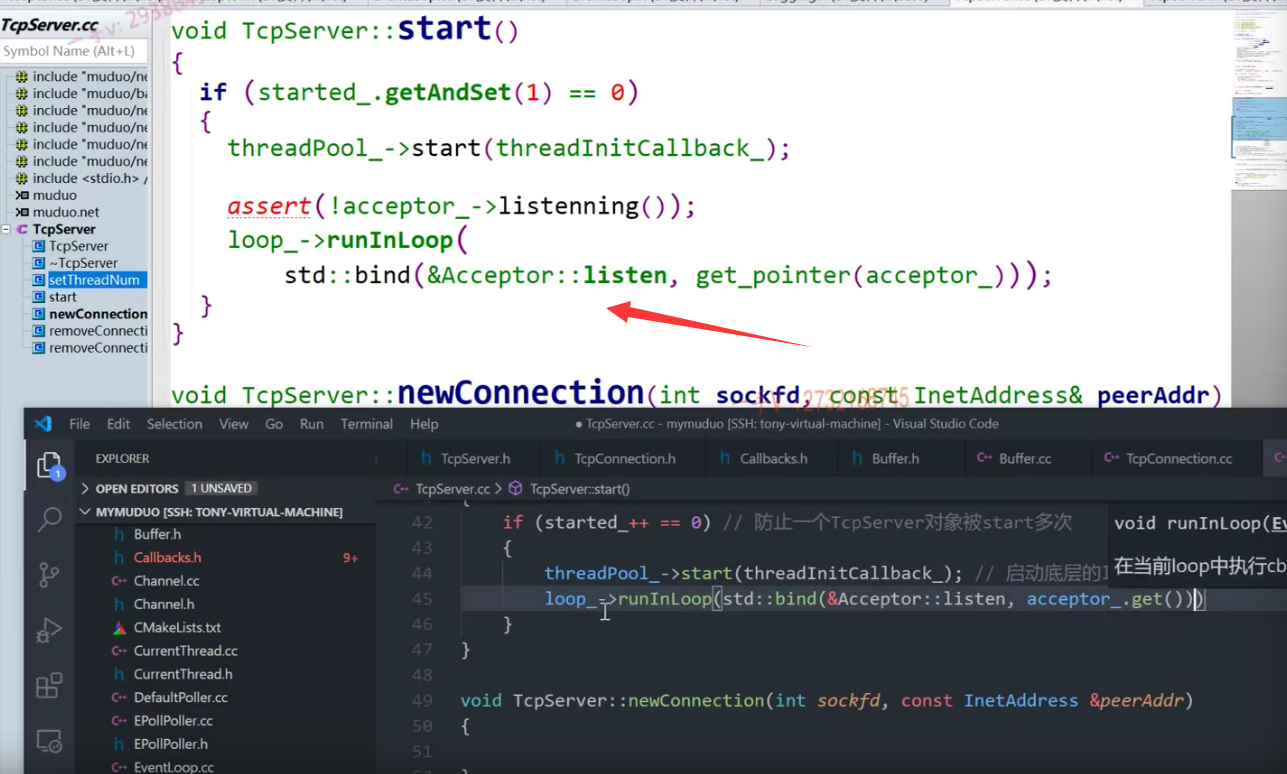 TcpServer.cc
void TcpServer::start()
Symbol Name (Alt+L)
{
if (started_.getAndSet(1) == 0)
{
threadPool_->start(threadInitCallback_);
assert(!acceptor_->listenning());
loop_->runInLoop(
std::bind(&Acceptor::listen, get_pointer(acceptor_)));
}
}
void TcpServer::newConnection(int sockfd, const InetAddress& peerAddr)
include "muduo/ne
include "muduo/ba
include "muduo/ne
include "muduo/ne
include "muduo/ne
include "muduo/ne
include <stdio.h> /
muduo
muduo.net
TcpServer
TcpServer
~TcpServer
setThreadNum
start
newConnection
removeConnecti
removeConnecti
File Edit Selection View Go Run Terminal Help
● TcpServer.cc - mymuduo [SSH: tony-virtual-machine] - Visual Studio Code
EXPLORER
TcpServer.h TcpConnection.h Callbacks.h Buffer.h Buffer.cc TcpConnection.cc
OPEN EDITORS 1 UNSAVED
TcpServer.cc > TcpServer::start()
MYMUDUO [SSH: TONY-VIRTUAL-MACHINE]
Buffer.h
Callbacks.h 9+
Channel.cc
Channel.h
CMakeLists.txt
CurrentThread.cc
CurrentThread.h
DefaultPoller.cc
EPollPoller.cc
EPollPoller.h
EventLoop.cc
1
42 if (started_++ == 0) // 防止一个TcpServer对象被start多次
43 {
44 threadPool_->start(threadInitCallback_); // 启动底层的
45 loop_->runInLoop(std::bind(&Acceptor::listen, acceptor_.get()))
46 }
47 }
48
49 void TcpServer::newConnection(int sockfd, const InetAddress &peerAddr)
50 {
51
void runInLoop(Ev
在当前loop中执行cb